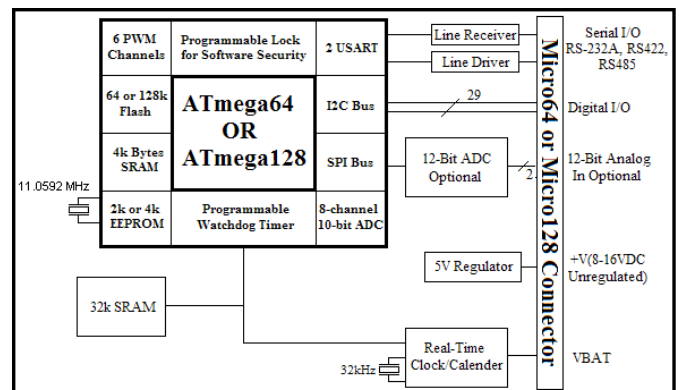 6 PWM
Channels
Programmable Lock
for Software Security
2 USART
Line Receiver
Line Driver
Serial I/O
RS-232A, RS422,
RS485
64 or 128k
Flash
ATmega64
OR
ATmega128
I2C Bus
29
Digital I/O
4k Bytes
SRAM
SPI Bus
12-Bit ADC
Optional
2
12-Bit Analog
In Optional
11.0592 MHz
2k or 4k
EEPROM
Programmable
Watchdog Timer
8-channel
10-bit ADC
Micro64 or Micro128 Connector
5V Regulator
+V(8-16VDC
Unregulated)
32k SRAM
Real-Time
Clock/Calender
32kHz
VBAT